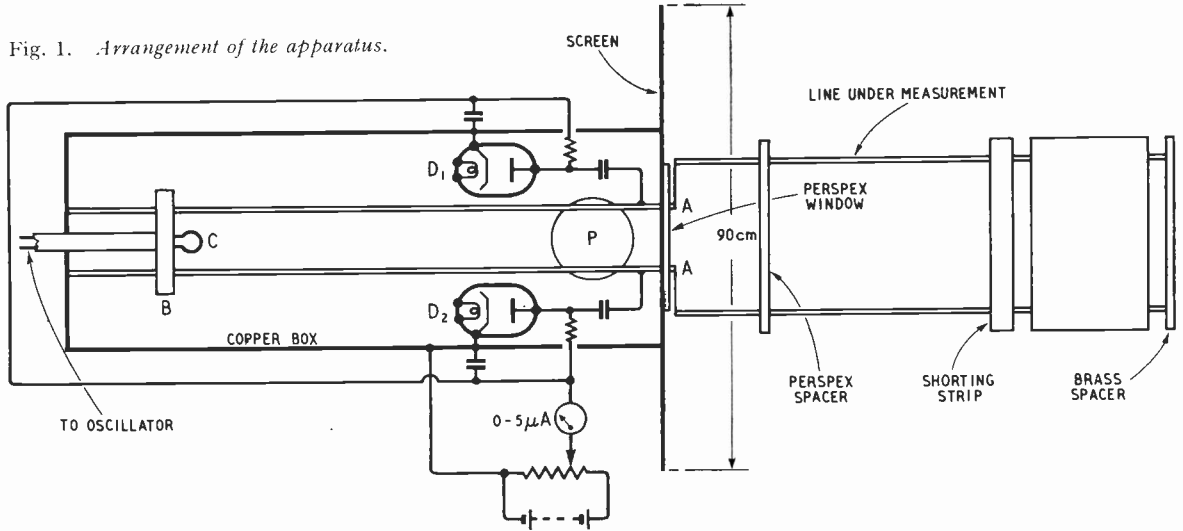 Fig. 1. Arrangement of the apparatus.
SCREEN
LINE UNDER MEASUREMENT
D1
PERSPEX
WINDOW
A
P
90cm
C
A
B
D2
COPPER BOX
PERSPEX
SPACER
SHORTING
STRIP
BRASS
SPACER
TO OSCILLATOR
0-5μA